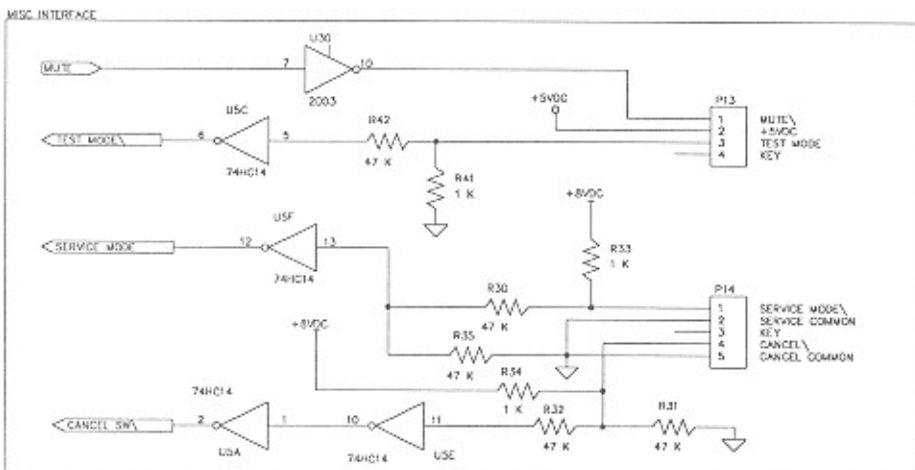 MISC INTERFACE
MUTE
7
U30
10
2003
+5VDC
P13
1 MUTE\
2 +5VDC
3 TEST MODE
4 KEY
TEST MODE\
6
U5C
5
74HC14
R42
47 K
R41
1 K
+8VDC
SERVICE MODE
12
U5F
13
74HC14
R33
1 K
R30
47 K
P14
1 SERVICE MODE\
2 SERVICE COMMON
3 KEY
4 CANCEL\
5 CANCEL COMMON
+8VDC
R35
47 K
R34
1 K
74HC14
CANCEL SW\
2
U5A
1
10
74HC14
U5E
11
R32
47 K
R31
47 K